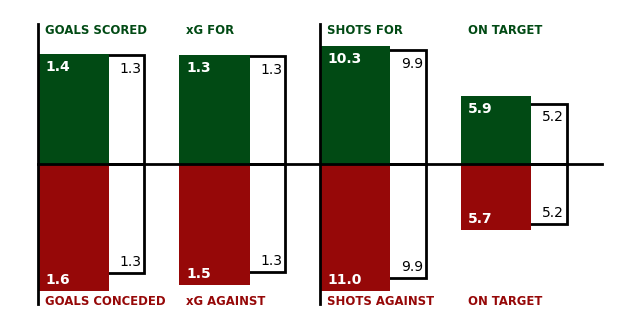 GOALS SCORED xG FOR SHOTS FOR ON TARGET
1.4 1.3 1.3 1.3 10.3 9.9 5.9 5.2
1.6 1.3 1.5 1.3 11.0 9.9 5.7 5.2
GOALS CONCEDED xG AGAINST SHOTS AGAINST ON TARGET